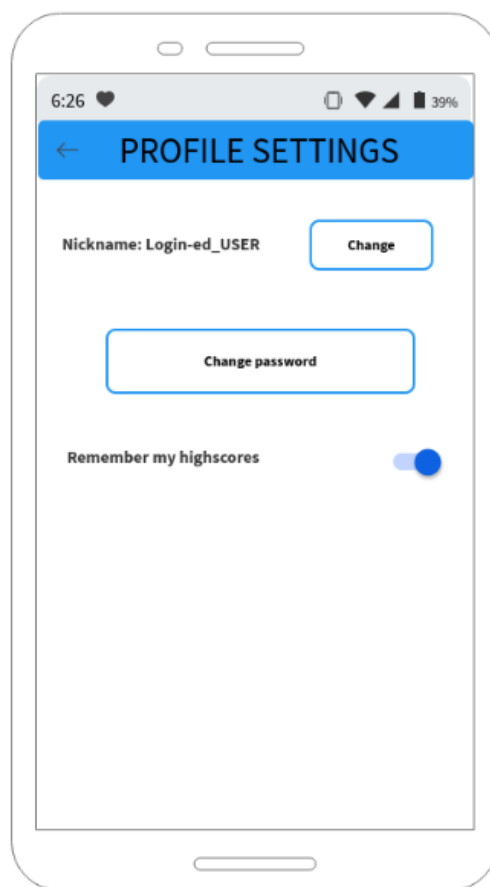 6:26 39%
PROFILE SETTINGS
Nickname: Login-ed_USER Change
Change password
Remember my highscores